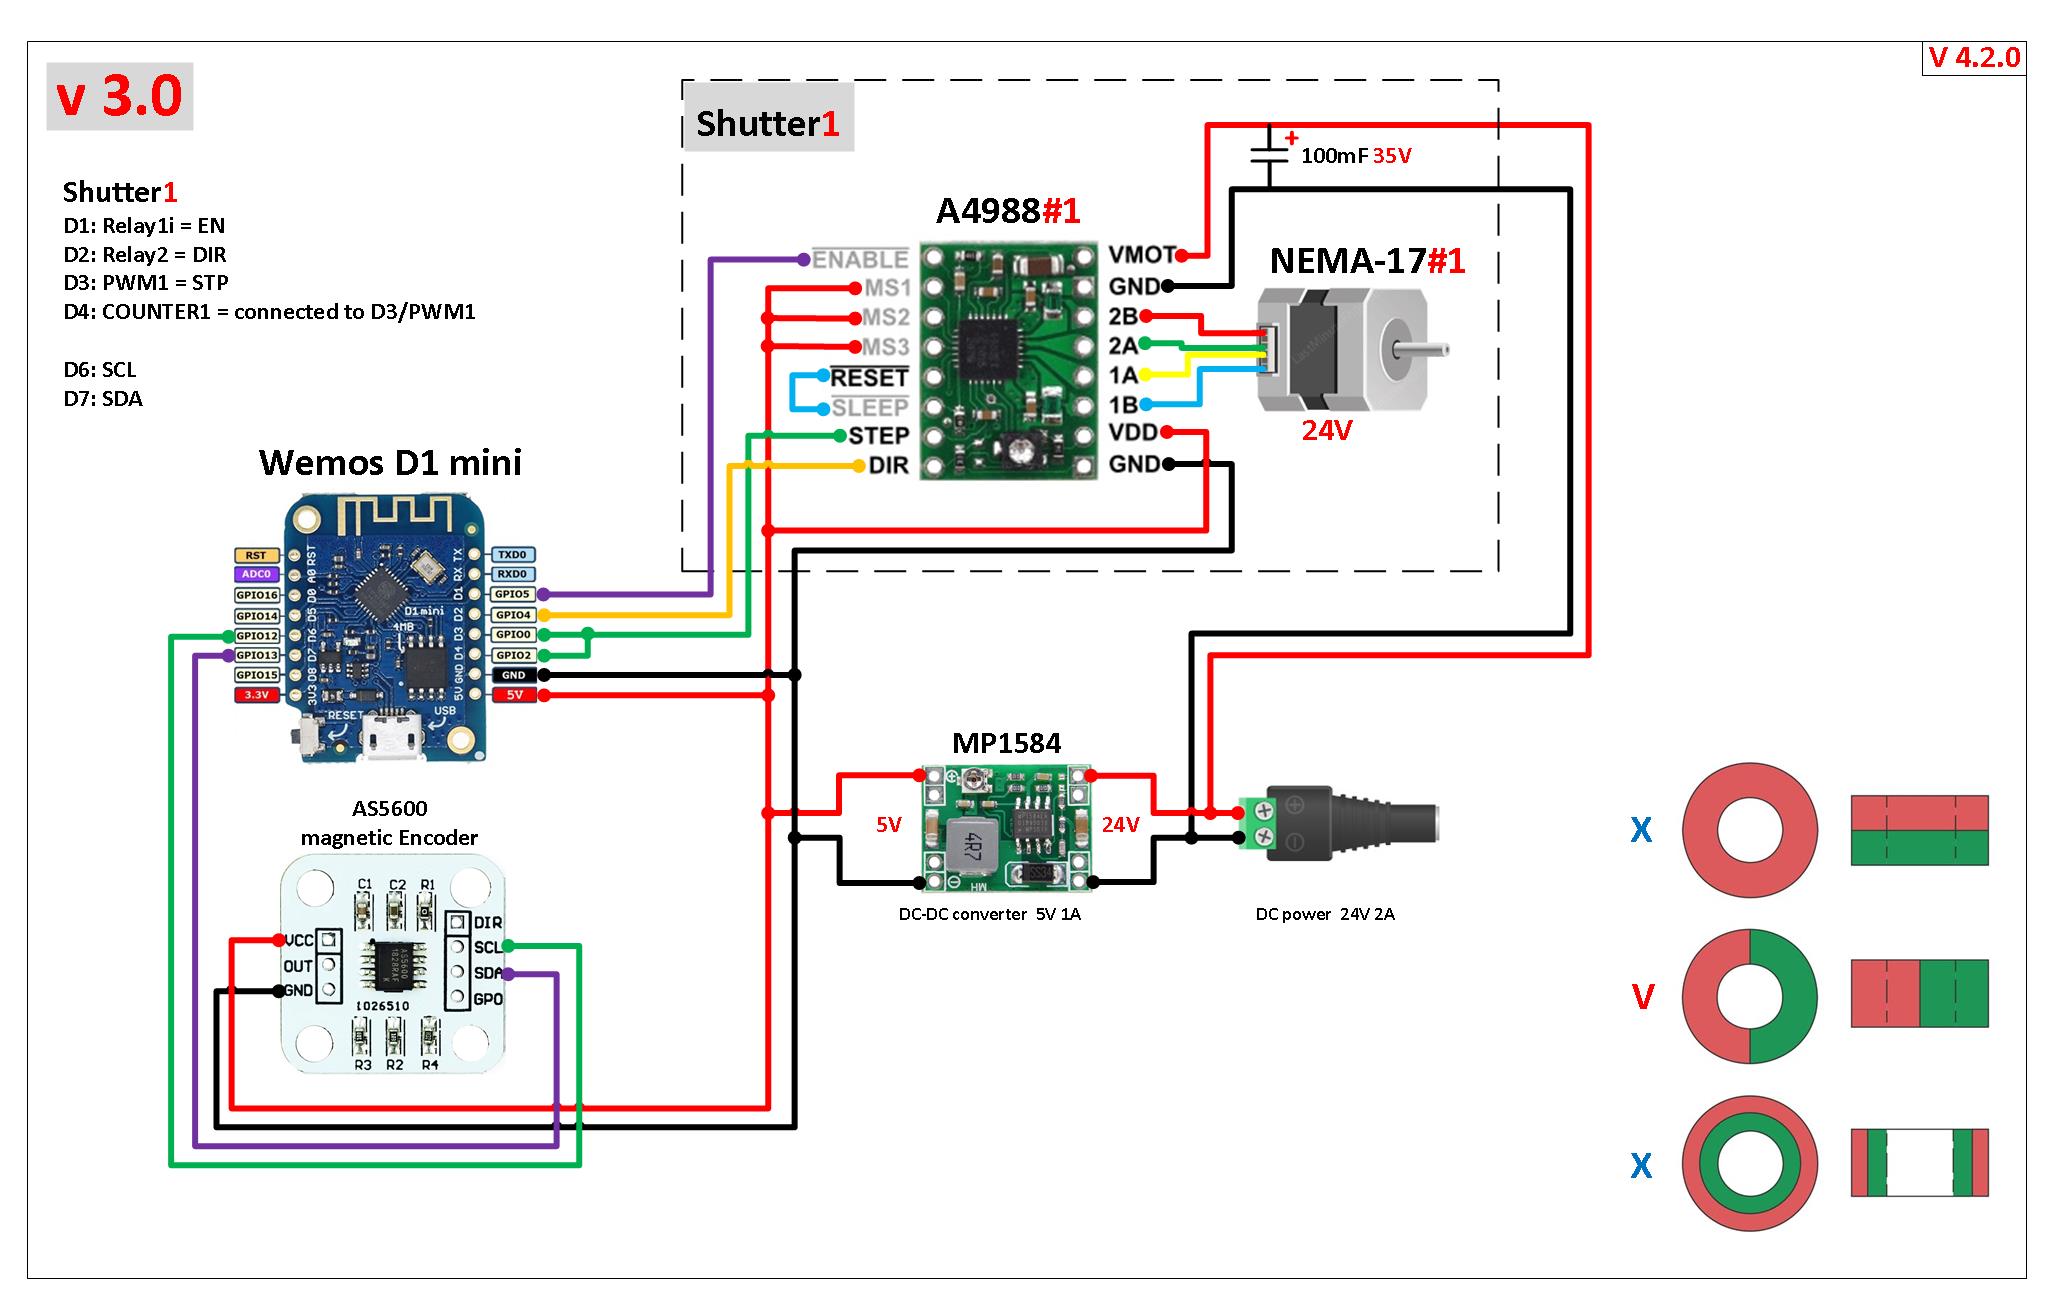 v 3.0
V 4.2.0
Shutter1
D1: Relay1i = EN
D2: Relay2 = DIR
D3: PWM1 = STP
D4: COUNTER1 = connected to D3/PWM1
D6: SCL
D7: SDA
Shutter1
+
100mF 35V
A4988#1
ENABLE
MS1
MS2
MS3
RESET
SLEEP
STEP
DIR
VMOT
GND
2B
2A
1A
1B
VDD
GND
NEMA-17#1
24V
Wemos D1 mini
RST
ADC0
GPIO16
GPIO14
GPIO12
GPIO13
GPIO15
3.3V
RST
A0
D0
D5
D6
D7
D8
3V3
D1 mini
4MB
RESET
USB
TX
RX
D1
D2
D3
D4
GND
5V
TXD0
RXD0
GPIO5
GPIO4
GPIO0
GPIO2
GND
5V
AS5600
magnetic Encoder
C1 C2 R1
VCC
OUT
GND
DIR
SCL
SDA
GPO
AS5600
1026510
R3 R2 R4
MP1584
5V
4R7
MH
24V
DC-DC converter 5V 1A
DC power 24V 2A
X
V
X